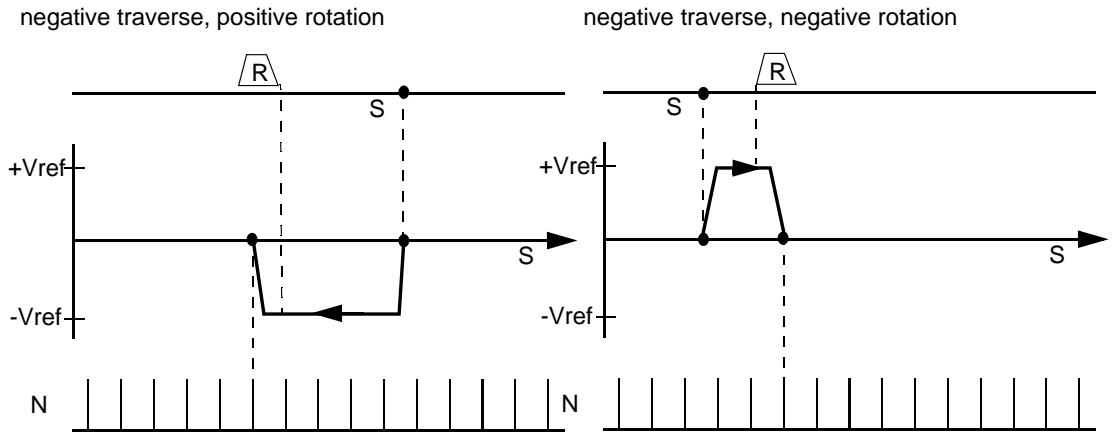 negative traverse, positive rotation
negative traverse, negative rotation
R
S
+Vref
S
-Vref
N
R
S
+Vref
S
-Vref
N